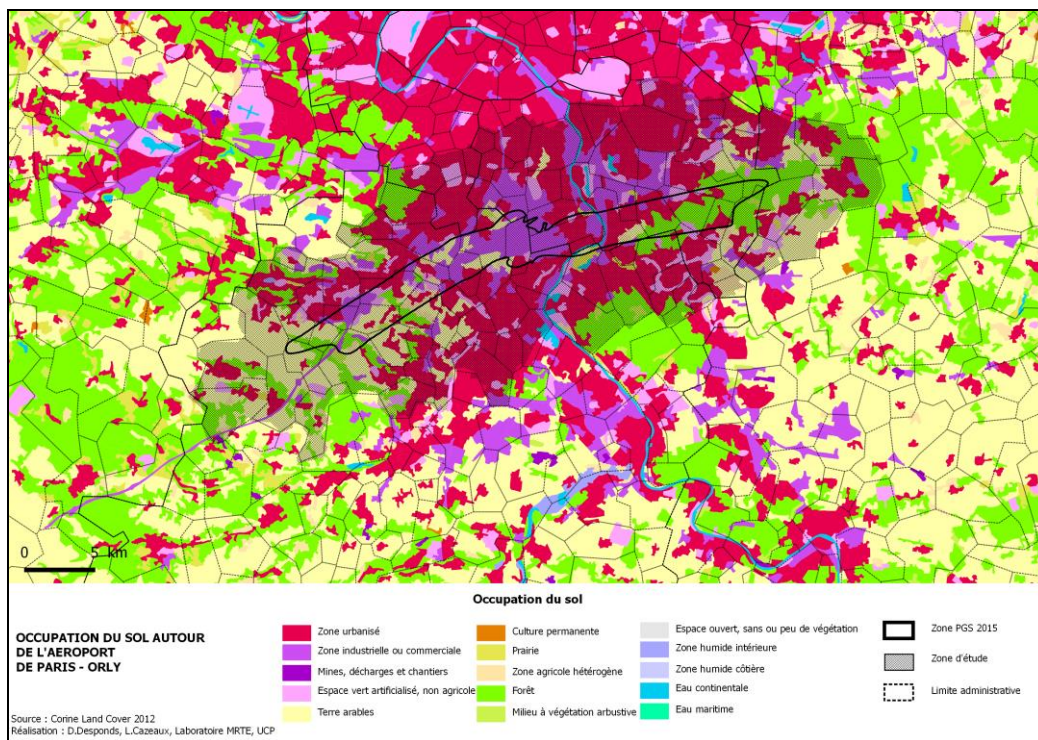 0 5 km
Occupation du sol
OCCUPATION DU SOL AUTOUR
DE L'AEROPORT
DE PARIS - ORLY
Zone urbanisé
Zone industrielle ou commerciale
Mines, décharges et chantiers
Espace vert artificialisé, non agricole
Terre arables
Culture permanente
Prairie
Zone agricole hétérogène
Forêt
Milieu à végétation arbustive
Espace ouvert, sans ou peu de végétation
Zone humide intérieure
Zone humide côtière
Eau continentale
Eau maritime
Zone PGS 2015
Zone d'étude
Limite administrative
Source : Corine Land Cover 2012
Réalisation : D.Desponds, L.Cazeaux, Laboratoire MRTE, UCP